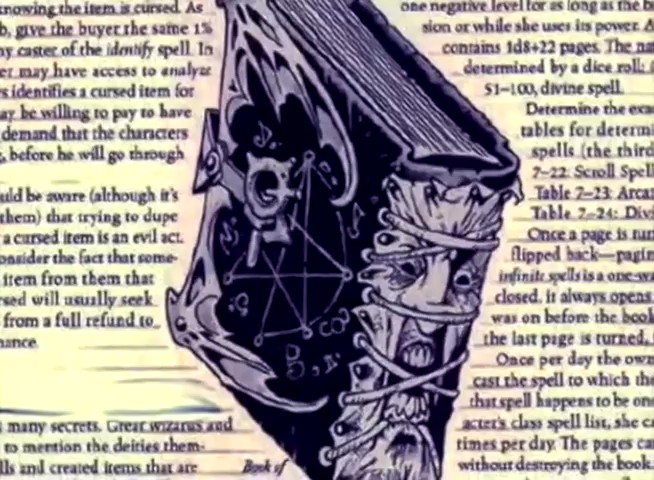 knowing the item is cursed. As
b, give the buyer the same 1%
ny caster of the identify spell. In
er may have access to analyze
s identifies a cursed item for
ay be willing to pay to have
demand that the characters
, before he will go through
uld be aware (although it's
them) that trying to dupe
a cursed item is an evil act.
onsider the fact that some-
item from them that
sed will usually seek
from a full refund to
nance.
many secrets. Great wizards and
to mention the deities them-
lls and created items that are
one negative level for as long as the b
sion or while she uses its power. A
contains 1d8+22 pages. The na
determined by a dice roll:
51–100, divine spell.
Determine the exa
tables for determi
spells (the third
7–22: Scroll Spell
Table 7–23: Arca
Table 7–24: Divi
Once a page is tur
flipped back—pagin
infinite spells is a one-wa
closed, it always opens
was on before the book
the last page is turned,
Once per day the own
cast the spell to which the
that spell happens to be one
acter's class spell list, she ca
times per day. The pages ca
without destroying the book.
Book of